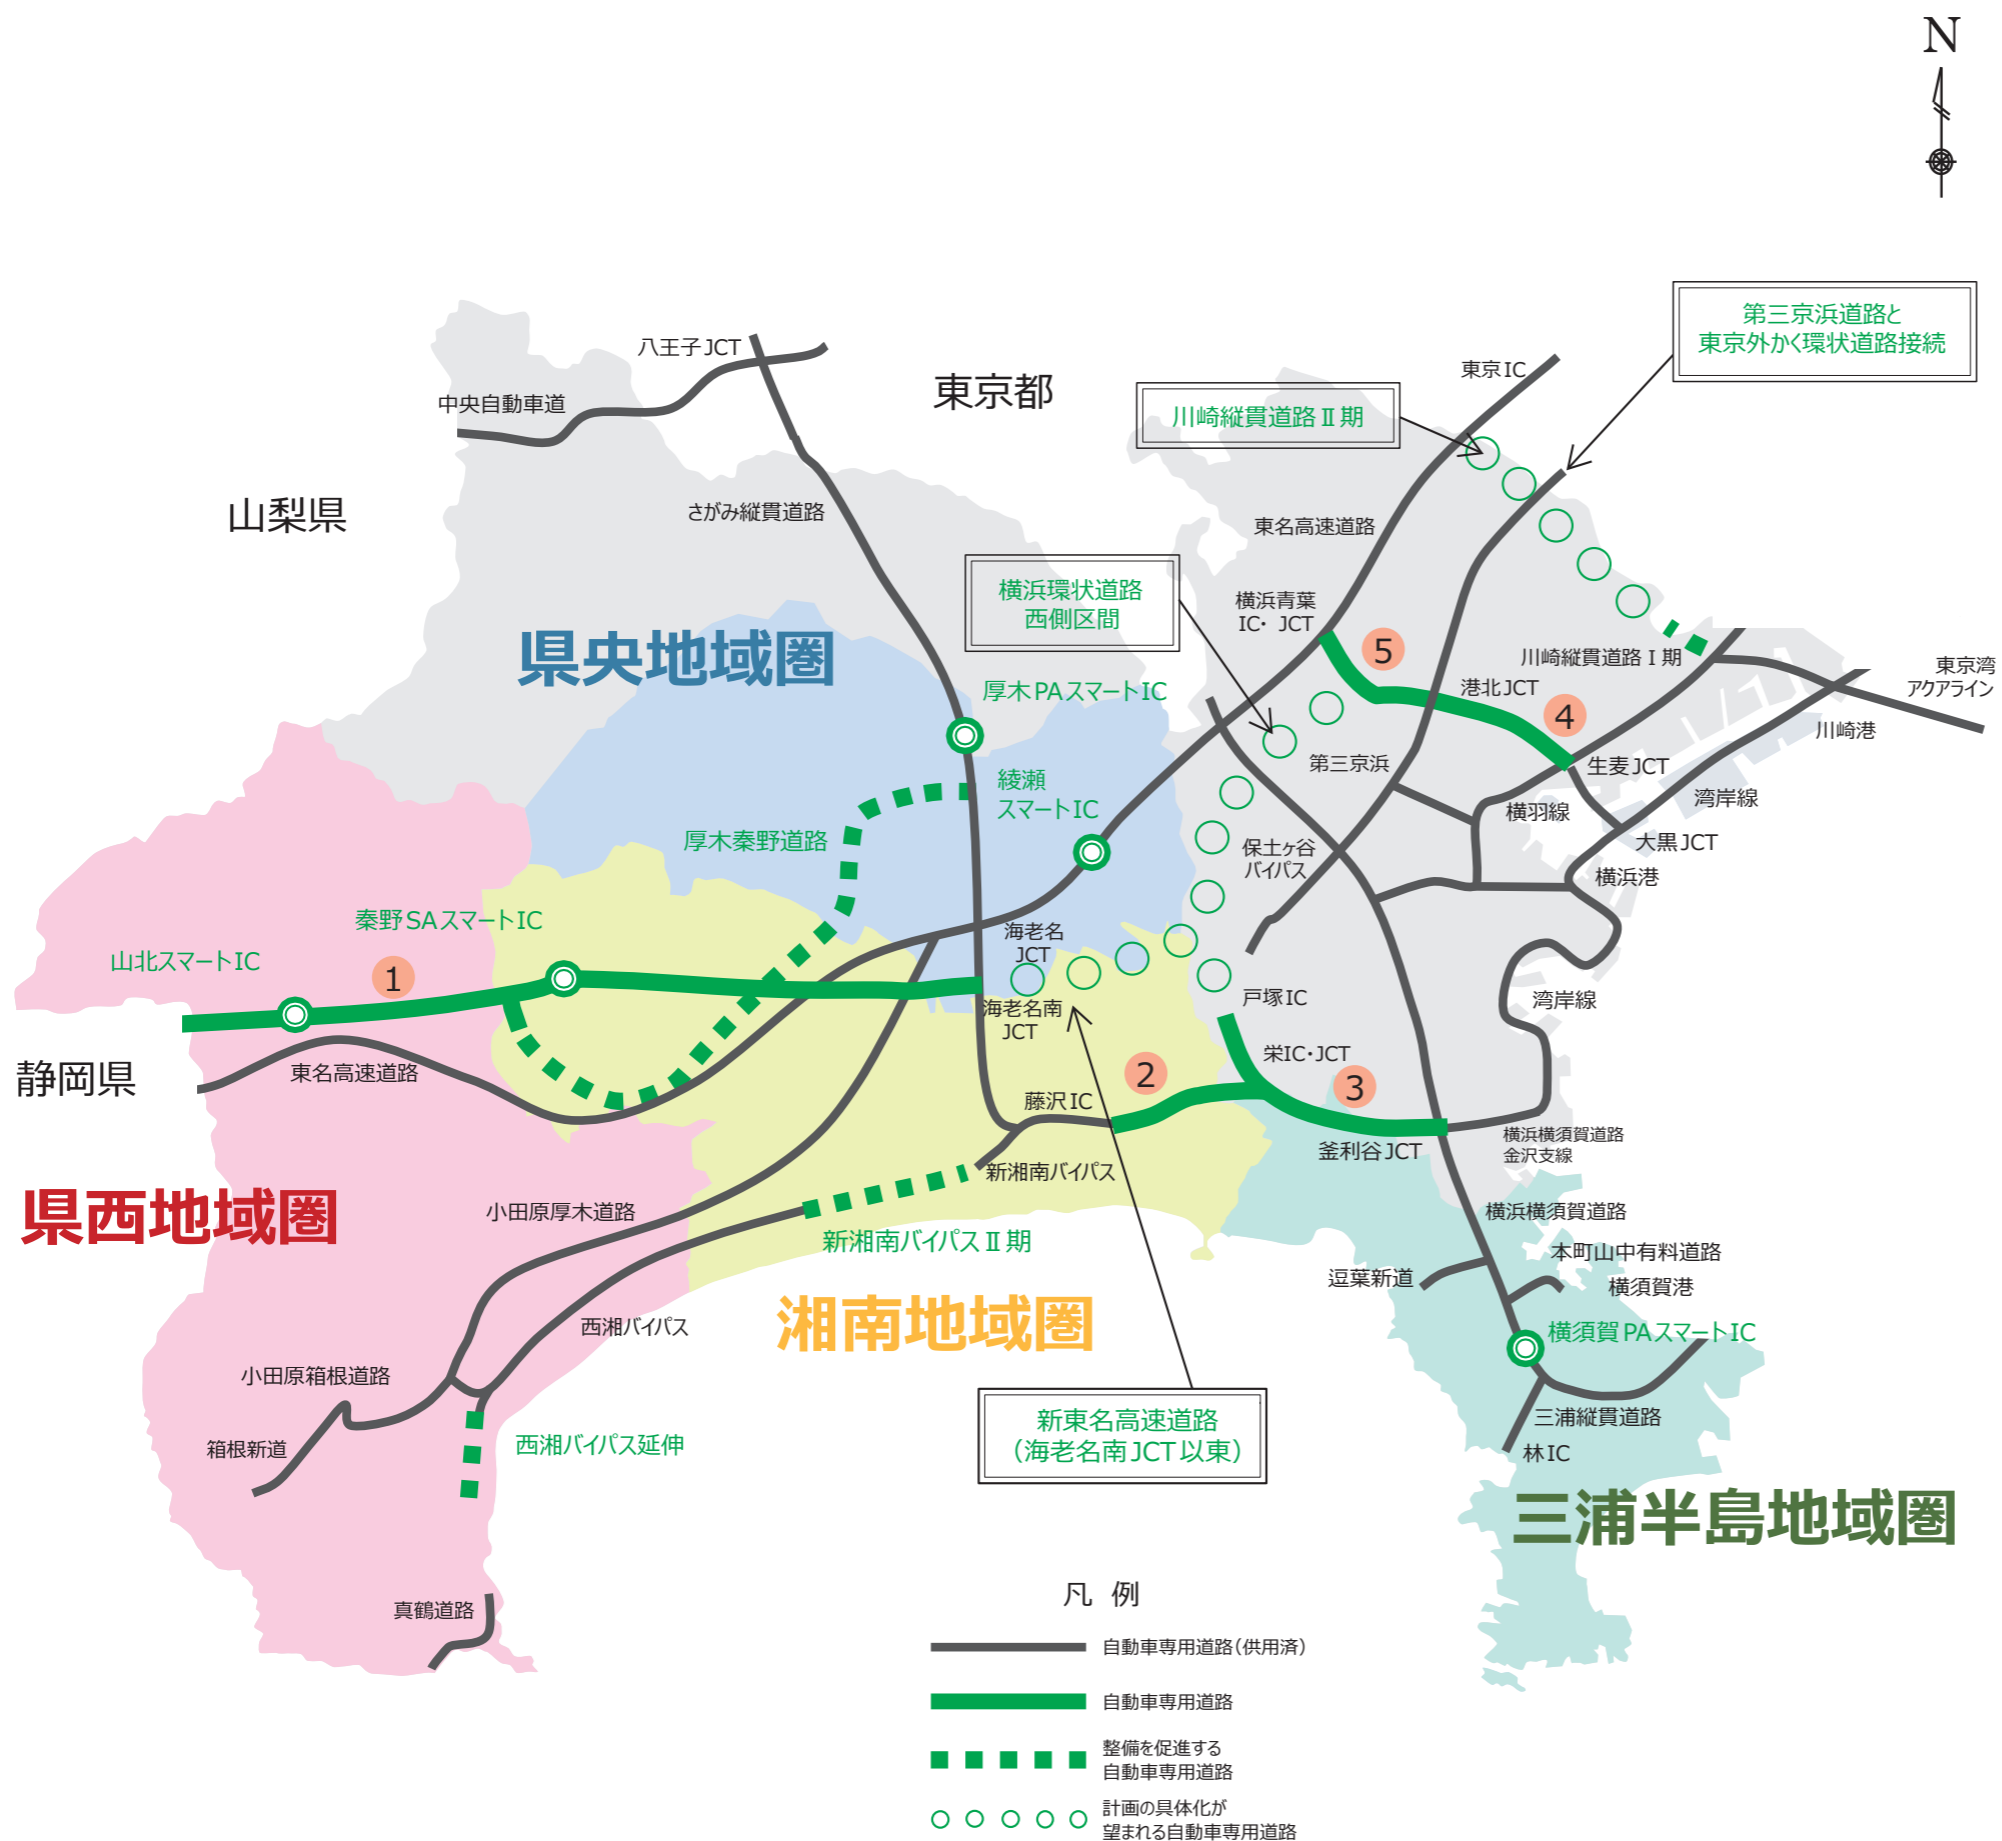 N
第三京浜道路と
東京外かく環状道路接続
八王子JCT
東京都
東京IC
中央自動車道
川崎縦貫道路Ⅱ期
山梨県
さがみ縦貫道路
東名高速道路
横浜環状道路
西側区間
横浜青葉
IC・ JCT
県央地域圏
5
川崎縦貫道路Ⅰ期
東京湾
アクアライン
厚木PAスマートIC
港北JCT
4
川崎港
綾瀬
スマートIC
第三京浜
生麦JCT
湾岸線
横羽線
厚木秦野道路
保土ヶ谷
バイパス
大黒JCT
横浜港
秦野SAスマートIC
海老名
JCT
山北スマートIC
1
戸塚IC
湾岸線
海老名南
JCT
静岡県
東名高速道路
栄IC・JCT
2
3
藤沢IC
釜利谷JCT
横浜横須賀道路
金沢支線
新湘南バイパス
県西地域圏
小田原厚木道路
横浜横須賀道路
新湘南バイパスⅡ期
本町山中有料道路
逗葉新道
横須賀港
湘南地域圏
西湘バイパス
横須賀PAスマートIC
小田原箱根道路
新東名高速道路
（海老名南JCT以東）
三浦縦貫道路
箱根新道
西湘バイパス延伸
林IC
三浦半島地域圏
凡 例
真鶴道路
自動車専用道路（供用済）
自動車専用道路
整備を促進する
自動車専用道路
計画の具体化が
望まれる自動車専用道路